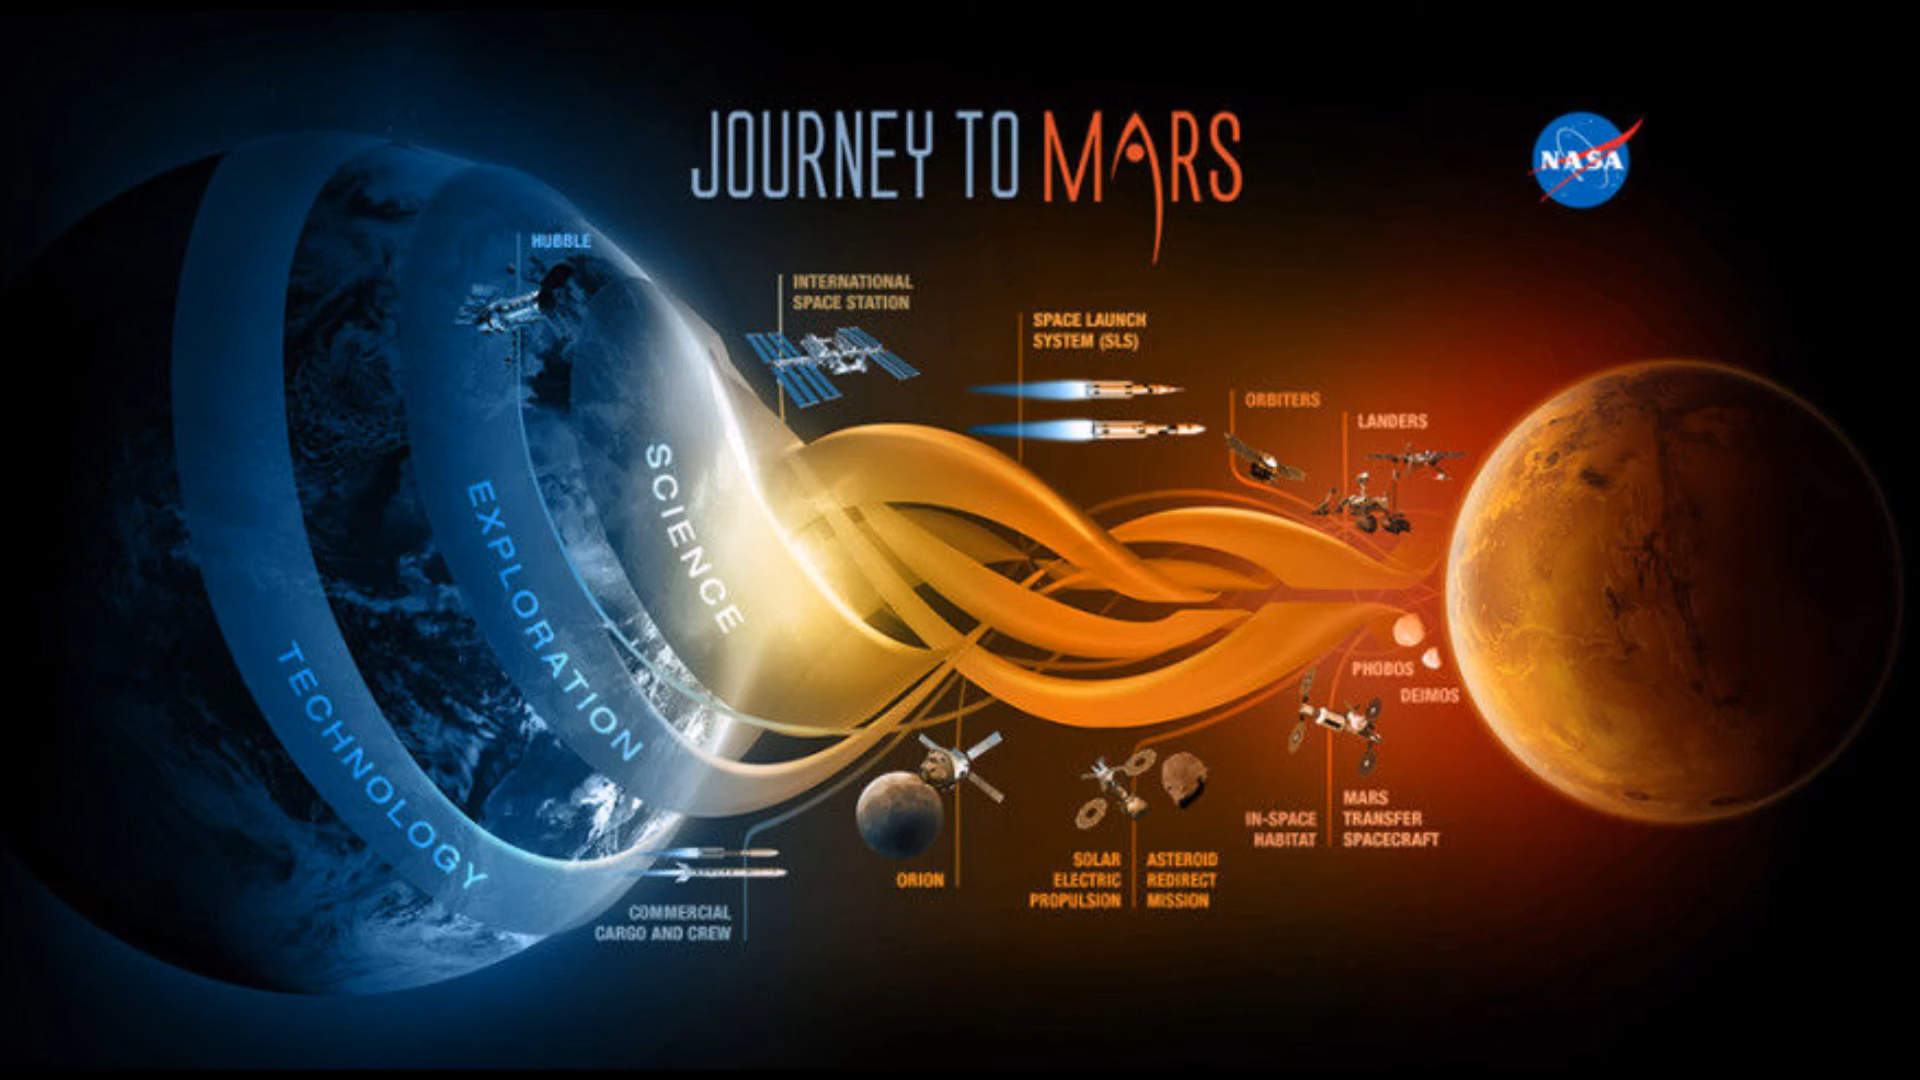 JOURNEY TO MARS
NASA
HUBBLE
INTERNATIONAL
SPACE STATION
SPACE LAUNCH
SYSTEM (SLS)
ORBITERS
LANDERS
SCIENCE
EXPLORATION
TECHNOLOGY
PHOBOS
DEIMOS
COMMERCIAL
CARGO AND CREW
ORION
SOLAR
ELECTRIC
PROPULSION
ASTEROID
REDIRECT
MISSION
IN-SPACE
HABITAT
MARS
TRANSFER
SPACECRAFT